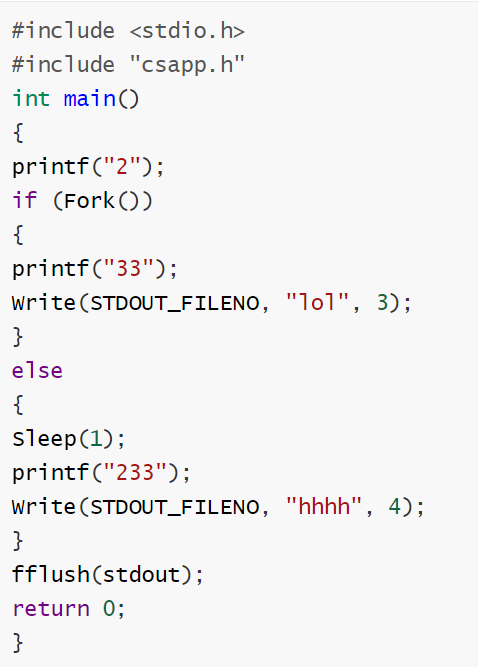 #include <stdio.h>
#include "csapp.h"
int main()
{
printf("2");
if (Fork())
{
printf("33");
Write(STDOUT_FILENO, "lol", 3);
}
else
{
Sleep(1);
printf("233");
Write(STDOUT_FILENO, "hhhh", 4);
}
fflush(stdout);
return 0;
}